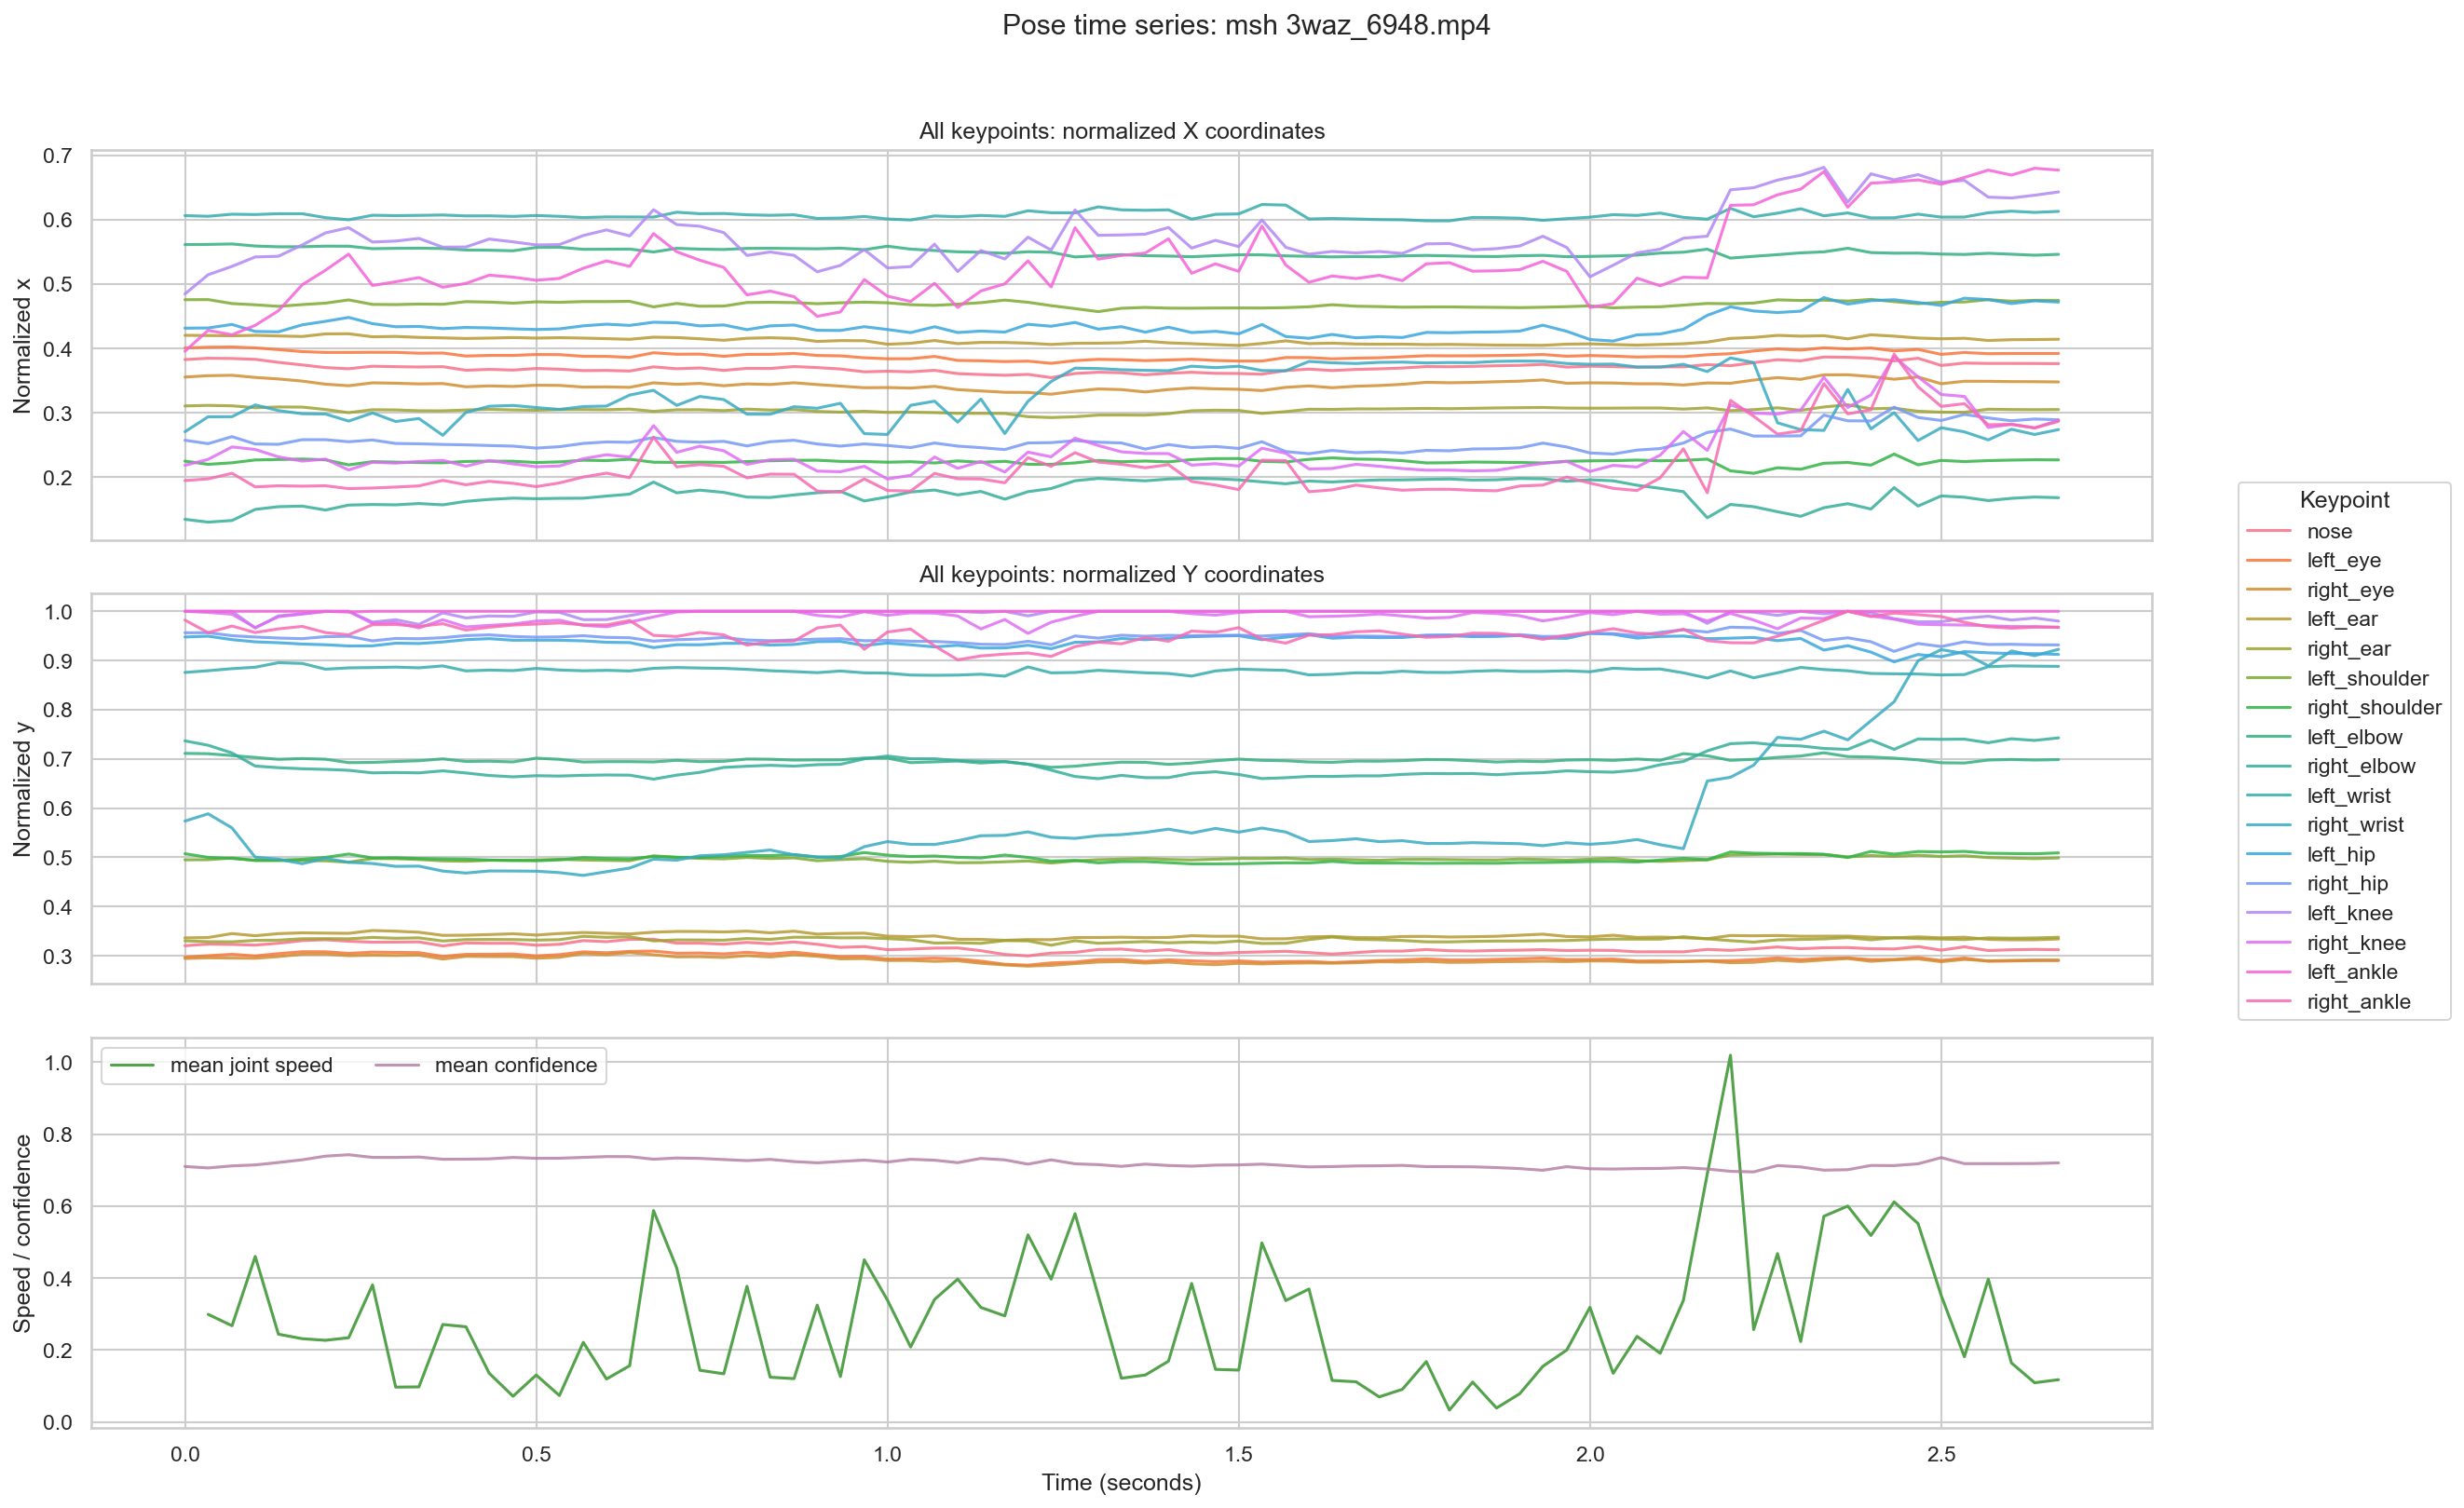 Pose time series: msh 3waz_6948.mp4
All keypoints: normalized X coordinates
Normalized x
0.7
0.6
0.5
0.4
0.3
0.2
All keypoints: normalized Y coordinates
Normalized y
1.0
0.9
0.8
0.7
0.6
0.5
0.4
0.3
Keypoint
nose
left_eye
right_eye
left_ear
right_ear
left_shoulder
right_shoulder
left_elbow
right_elbow
left_wrist
right_wrist
left_hip
right_hip
left_knee
right_knee
left_ankle
right_ankle
mean joint speed
mean confidence
Speed / confidence
1.0
0.8
0.6
0.4
0.2
0.0
0.0 0.5 1.0 1.5 2.0 2.5
Time (seconds)